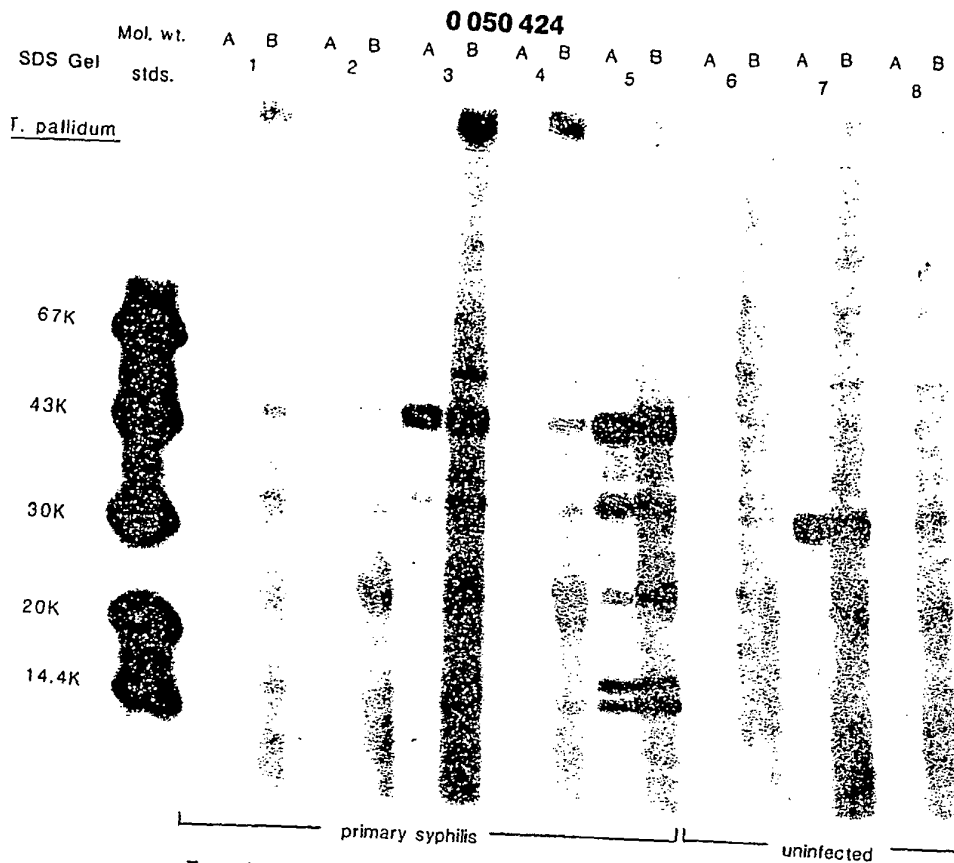 0 050 424
Mol. wt. A B A B A B A B A B A B A B A B
SDS Gel stds. 1 2 3 4 5 6 7 8
T. pallidum
67K
43K
30K
20K
14.4K
primary syphilis
uninfected